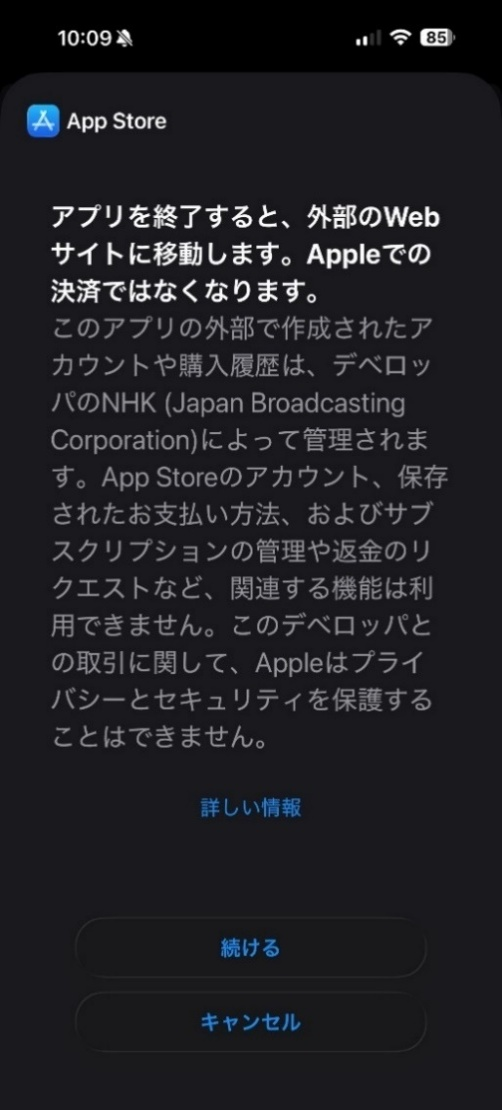 10:09
85
App Store
アプリを終了すると、外部のWeb
サイトに移動します。Appleでの
決済ではなくなります。
このアプリの外部で作成されたア
カウントや購入履歴は、デベロッ
パのNHK (Japan Broadcasting
Corporation)によって管理されま
す。App Storeのアカウント、保存
されたお支払い方法、およびサブ
スクリプションの管理や返金のリ
クエストなど、関連する機能は利
用できません。このデベロッパと
の取引に関して、Appleはプライ
バシーとセキュリティを保護する
ことはできません。
詳しい情報
続ける
キャンセル